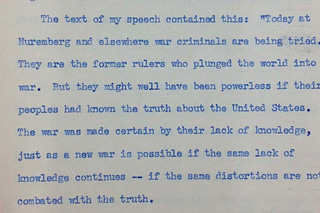 The text of my speech contained this: "Today at
Nuremberg and elsewhere war criminals are being tried.
They are the former rulers who plunged the world into
war. But they might well have been powerless if their
peoples had known the truth about the United States.
The war was made certain by their lack of knowledge,
just as a new war is possible if the same lack of
knowledge continues -- if the same distortions are not
combated with the truth.